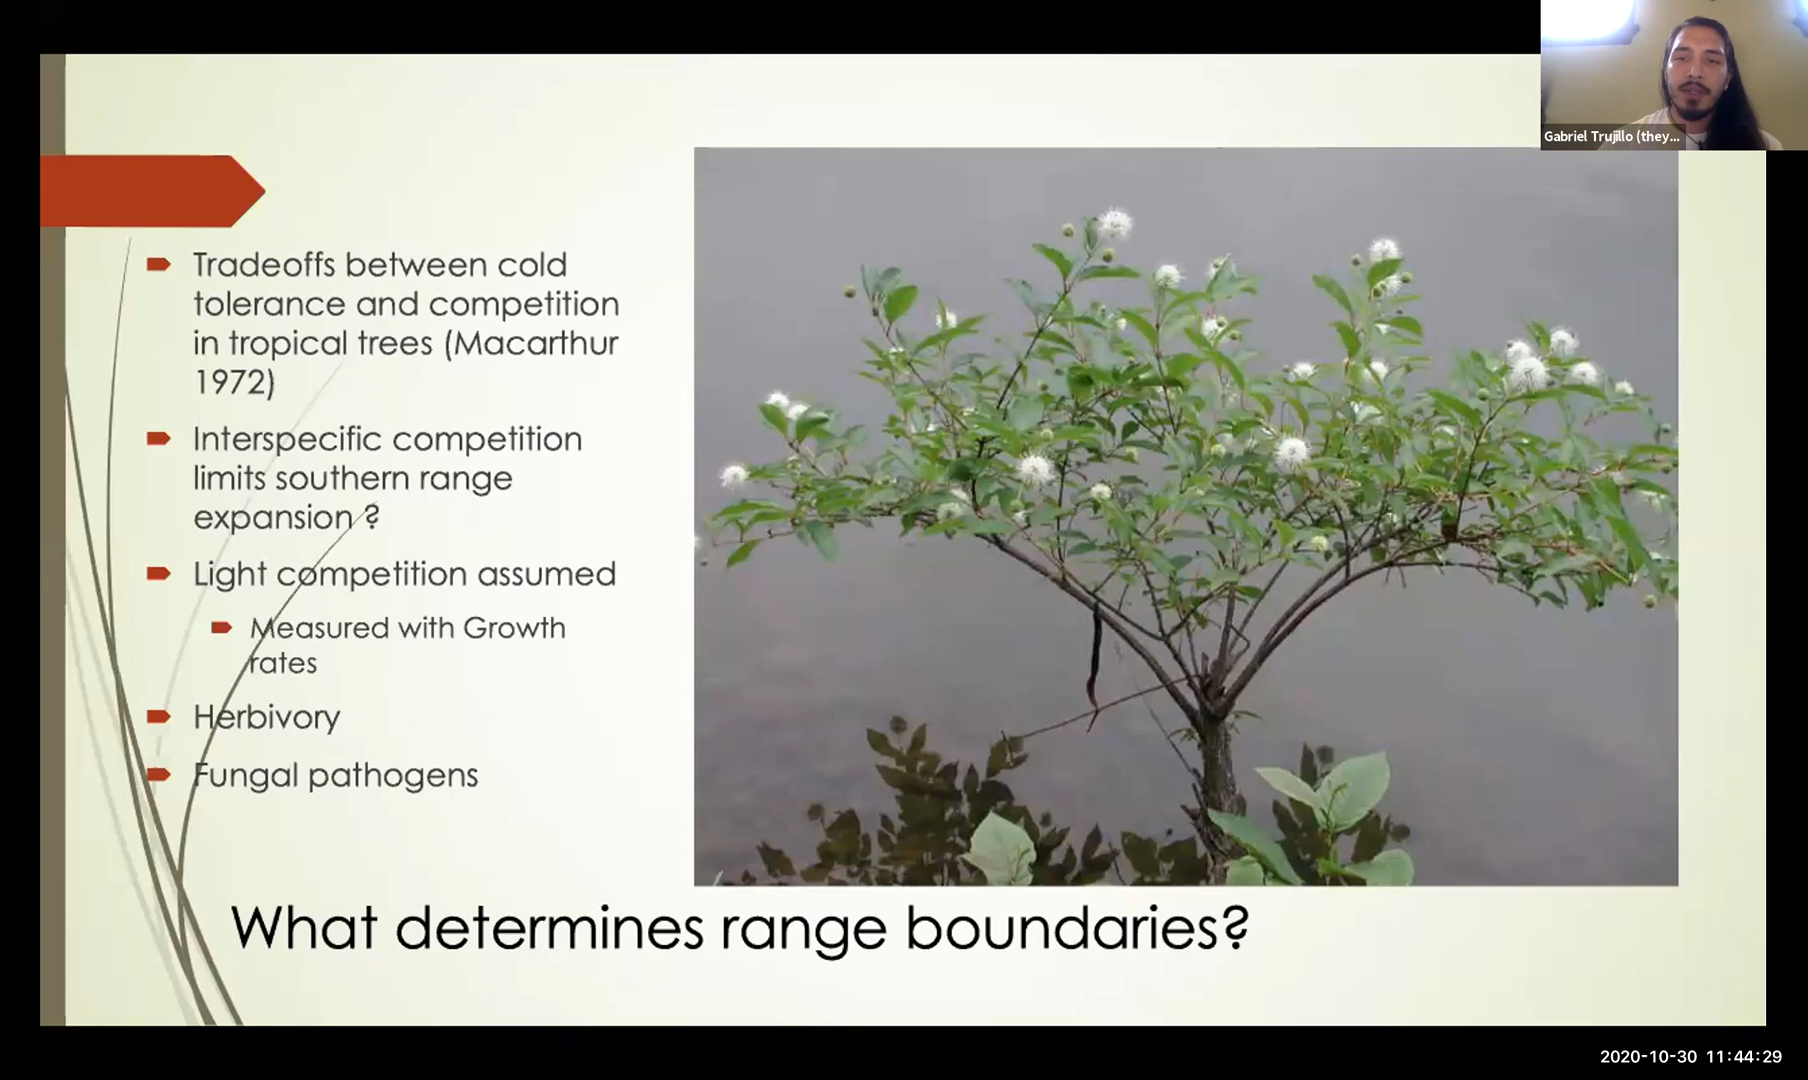 Gabriel Trujillo (they...
Tradeoffs between cold
tolerance and competition
in tropical trees (Macarthur
1972)
Interspecific competition
limits southern range
expansion ?
Light competition assumed
Measured with Growth
rates
Herbivory
Fungal pathogens
What determines range boundaries?
2020-10-30 11:44:29